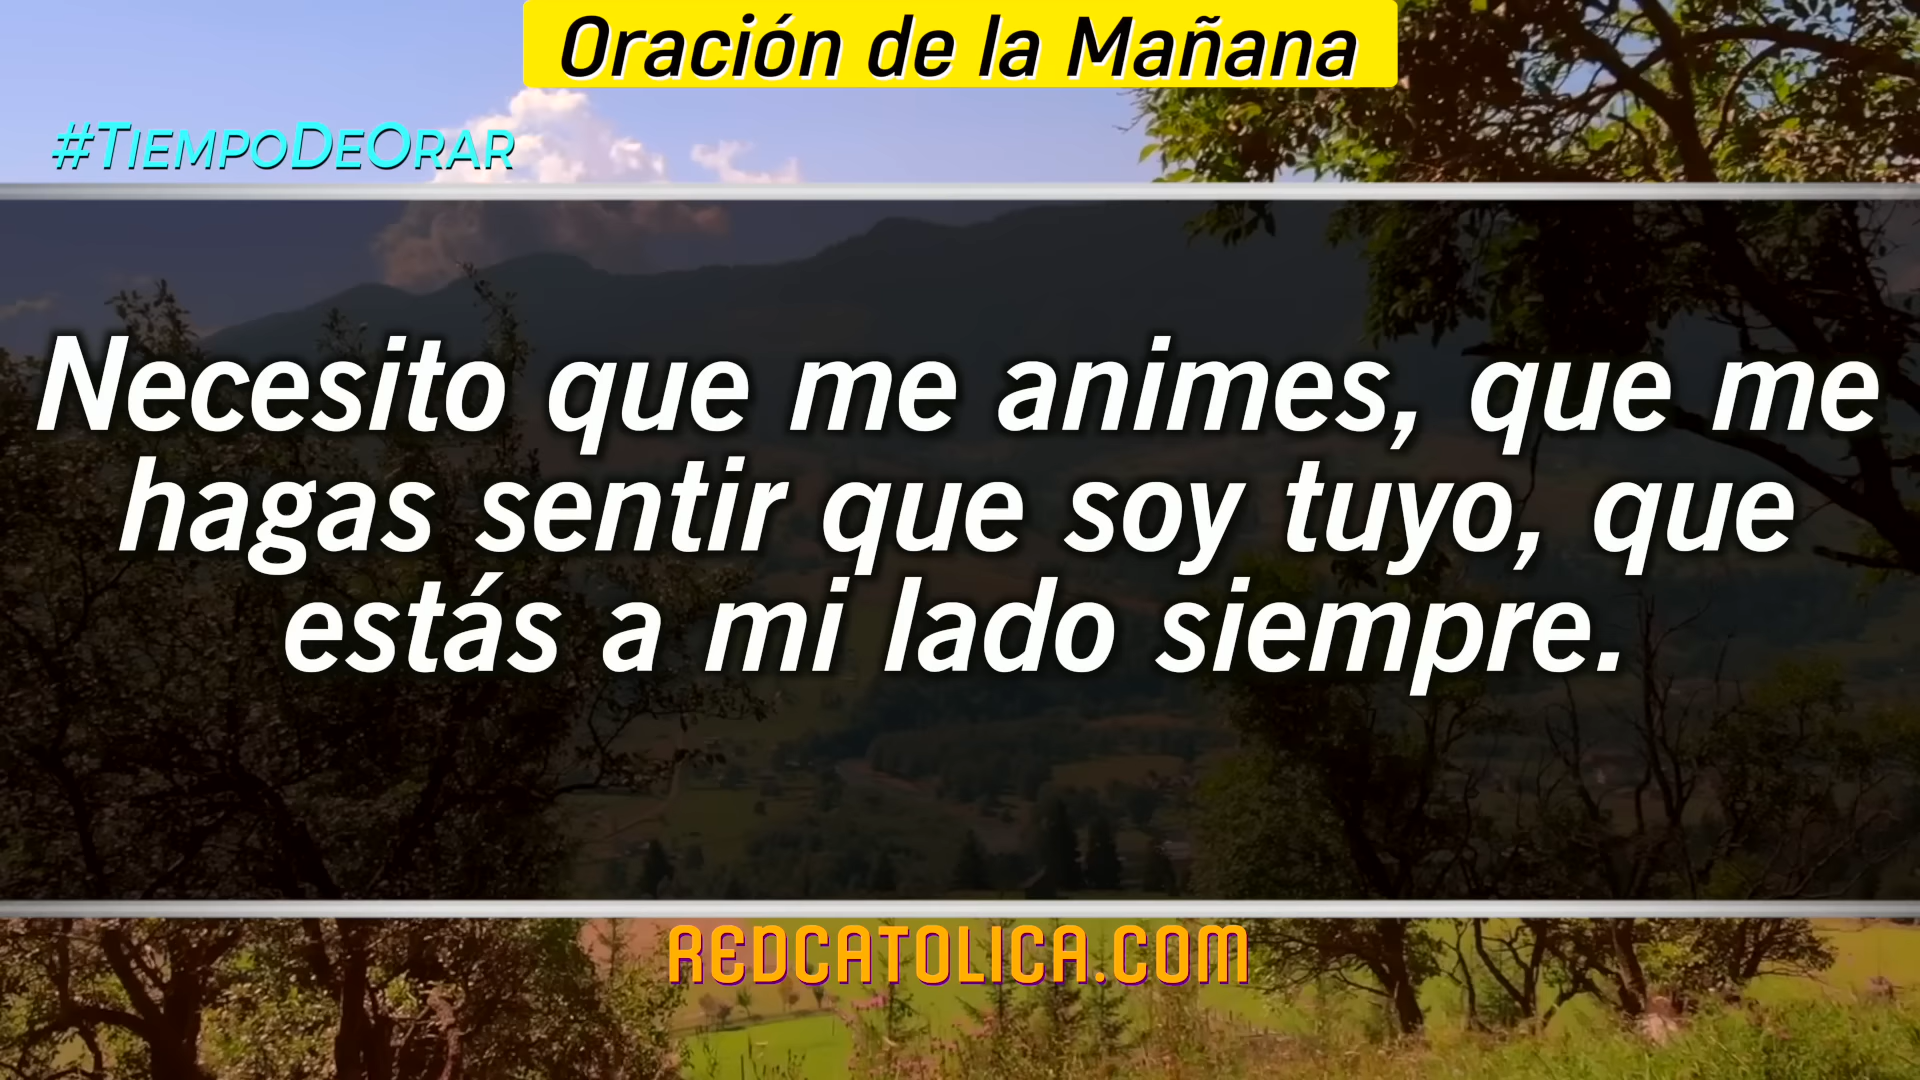 Oración de la Mañana
#TiempoDeOrar
Necesito que me animes, que me
hagas sentir que soy tuyo, que
estás a mi lado siempre.
REDCATOLICA.COM